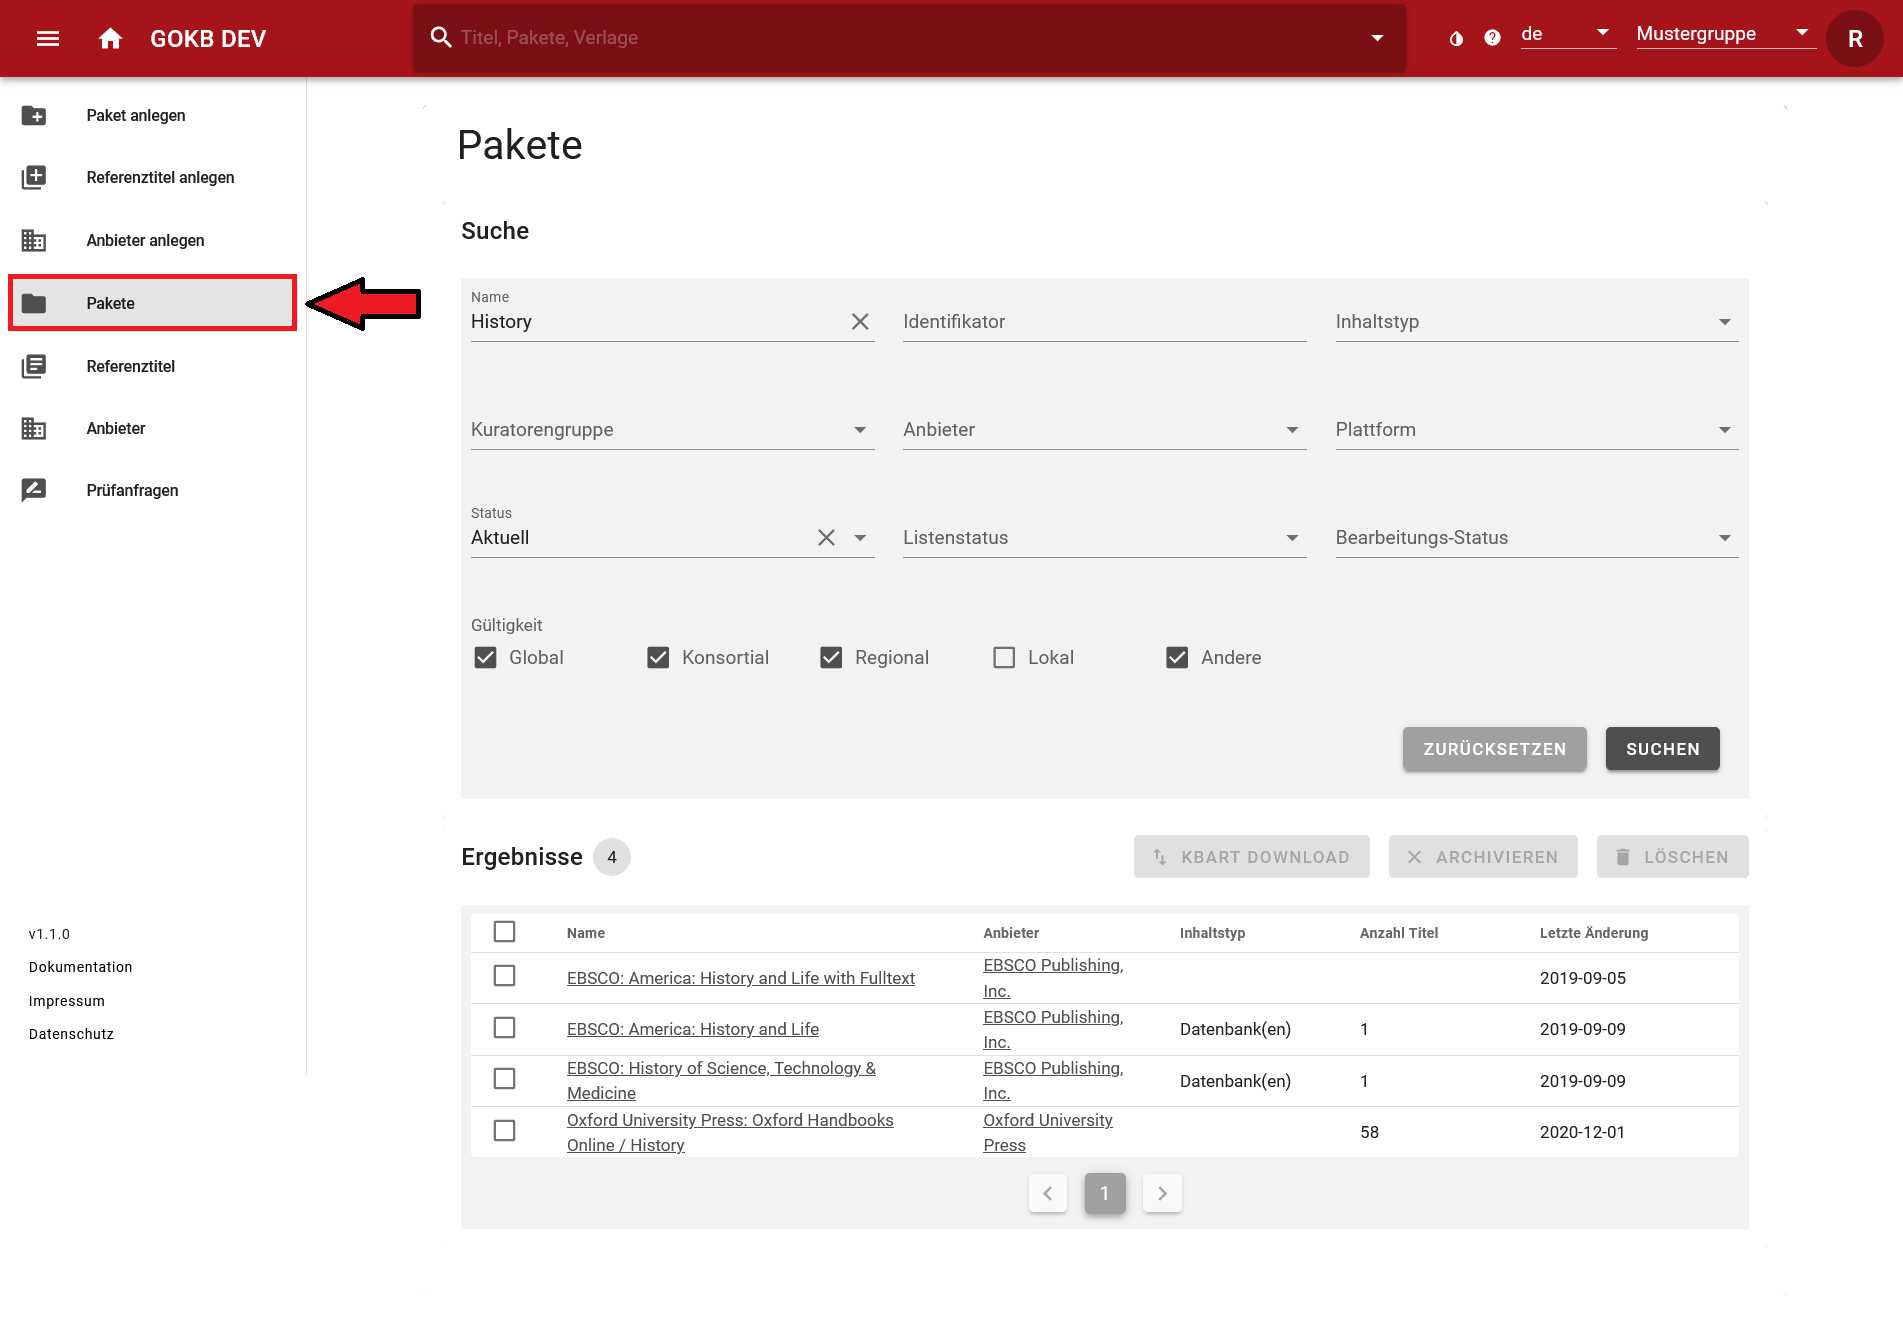 GOKB DEV
Titel, Pakete, Verlage
de
Mustergruppe
R
Paket anlegen
Referenztitel anlegen
Anbieter anlegen
Pakete
Referenztitel
Anbieter
Prüfanfragen
v1.1.0
Dokumentation
Impressum
Datenschutz
Pakete
Suche
Name
History
Identifikator
Inhaltstyp
Kuratorengruppe
Anbieter
Plattform
Status
Aktuell
Listenstatus
Bearbeitungs-Status
Gültigkeit
Global
Konsortial
Regional
Lokal
Andere
ZURÜCKSETZEN
SUCHEN
Ergebnisse 4
KBART DOWNLOAD
ARCHIVIEREN
LÖSCHEN
Name Anbieter Inhaltstyp Anzahl Titel Letzte Änderung
EBSCO: America: History and Life with Fulltext
EBSCO Publishing,
Inc.
2019-09-05
EBSCO: America: History and Life
EBSCO Publishing,
Inc.
Datenbank(en)
1
2019-09-09
EBSCO: History of Science, Technology &
Medicine
EBSCO Publishing,
Inc.
Datenbank(en)
1
2019-09-09
Oxford University Press: Oxford Handbooks
Online / History
Oxford University
Press
58
2020-12-01
1